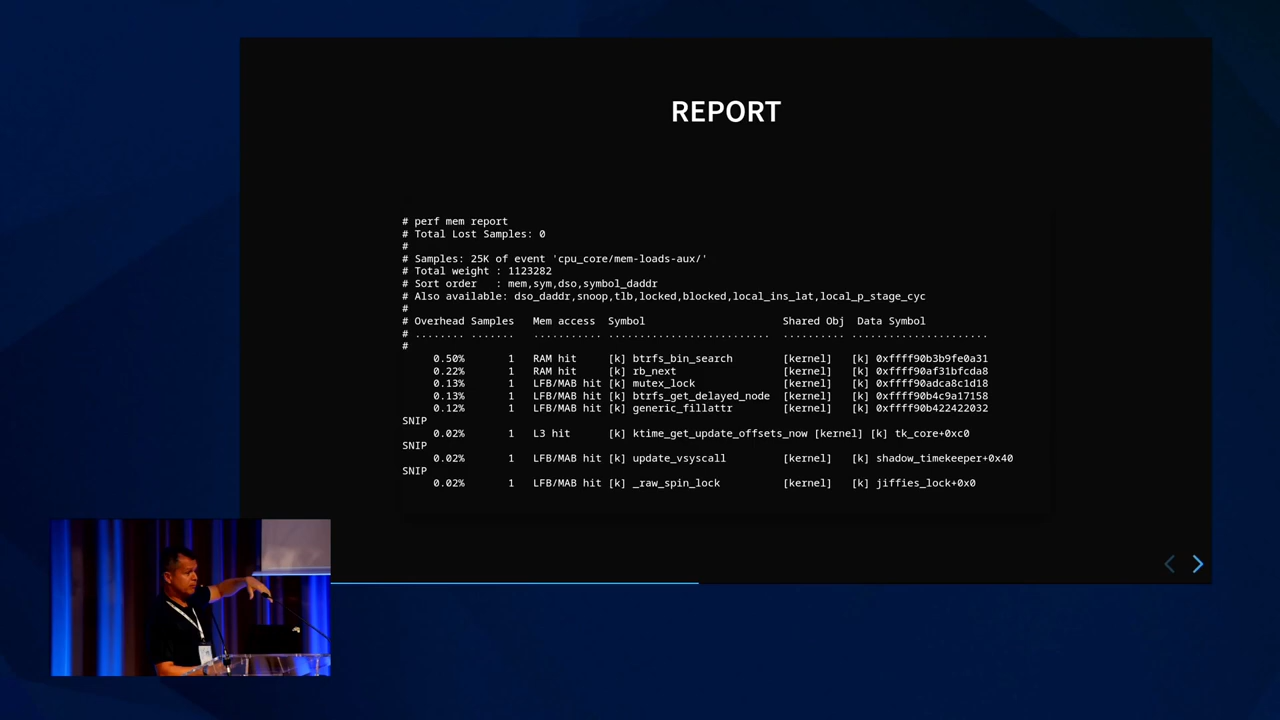 REPORT
# perf mem report
# Total Lost Samples: 0
#
# Samples: 25K of event 'cpu_core/mem-loads-aux/'
# Total weight : 1123282
# Sort order   : mem,sym,dso,symbol_daddr
# Also available: dso_daddr,snoop,tlb,locked,blocked,local_ins_lat,local_p_stage_cyc
#
# Overhead Samples   Mem access  Symbol                      Shared Obj  Data Symbol
# ........ .......   ........... ..........................  ..........  ......................
#
     0.50%       1   RAM hit     [k] btrfs_bin_search        [kernel]   [k] 0xffff90b3b9fe0a31
     0.22%       1   RAM hit     [k] rb_next                 [kernel]   [k] 0xffff90af31bfcda8
     0.13%       1   LFB/MAB hit [k] mutex_lock              [kernel]   [k] 0xffff90adca8c1d18
     0.13%       1   LFB/MAB hit [k] btrfs_get_delayed_node  [kernel]   [k] 0xffff90b4c9a17158
     0.12%       1   LFB/MAB hit [k] generic_fillattr        [kernel]   [k] 0xffff90b422422032
SNIP
     0.02%       1   L3 hit      [k] ktime_get_update_offsets_now [kernel] [k] tk_core+0xc0
SNIP
     0.02%       1   LFB/MAB hit [k] update_vsyscall         [kernel]   [k] shadow_timekeeper+0x40
SNIP
     0.02%       1   LFB/MAB hit [k] _raw_spin_lock          [kernel]   [k] jiffies_lock+0x0